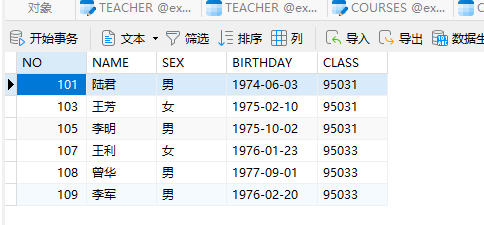 对象 TEACHER @ex TEACHER @ex COURSES @ex
开始事务 文本 筛选 排序 列 导入 导出 数据生
NO NAME SEX BIRTHDAY CLASS
101 陆君 男 1974-06-03 95031
103 王芳 女 1975-02-10 95031
105 李明 男 1975-10-02 95031
107 王利 女 1976-01-23 95033
108 曾华 男 1977-09-01 95033
109 李军 男 1976-02-20 95033